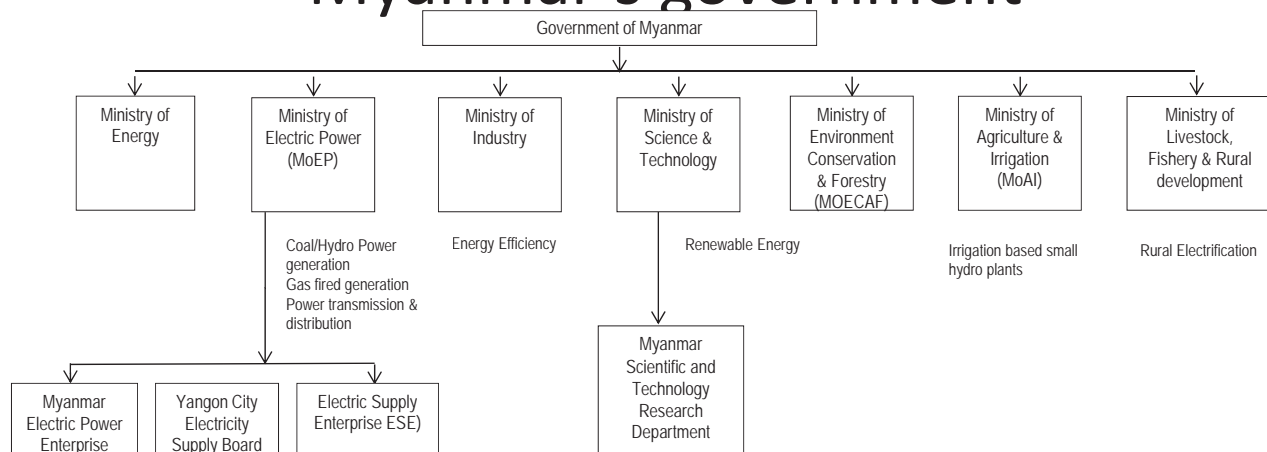 Myanmar's government
Government of Myanmar
Ministry of
Energy
Ministry of
Electric Power
(MoEP)
Ministry of
Industry
Ministry of
Science &
Technology
Ministry of
Environment
Conservation
& Forestry
(MOECAF)
Ministry of
Agriculture &
Irrigation
(MoAI)
Ministry of
Livestock,
Fishery & Rural
development
Coal/Hydro Power
generation
Gas fired generation
Power transmission &
distribution
Energy Efficiency
Renewable Energy
Irrigation based small
hydro plants
Rural Electrification
Myanmar
Electric Power
Enterprise
Yangon City
Electricity
Supply Board
Electric Supply
Enterprise ESE)
Myanmar
Scientific and
Technology
Research
Department